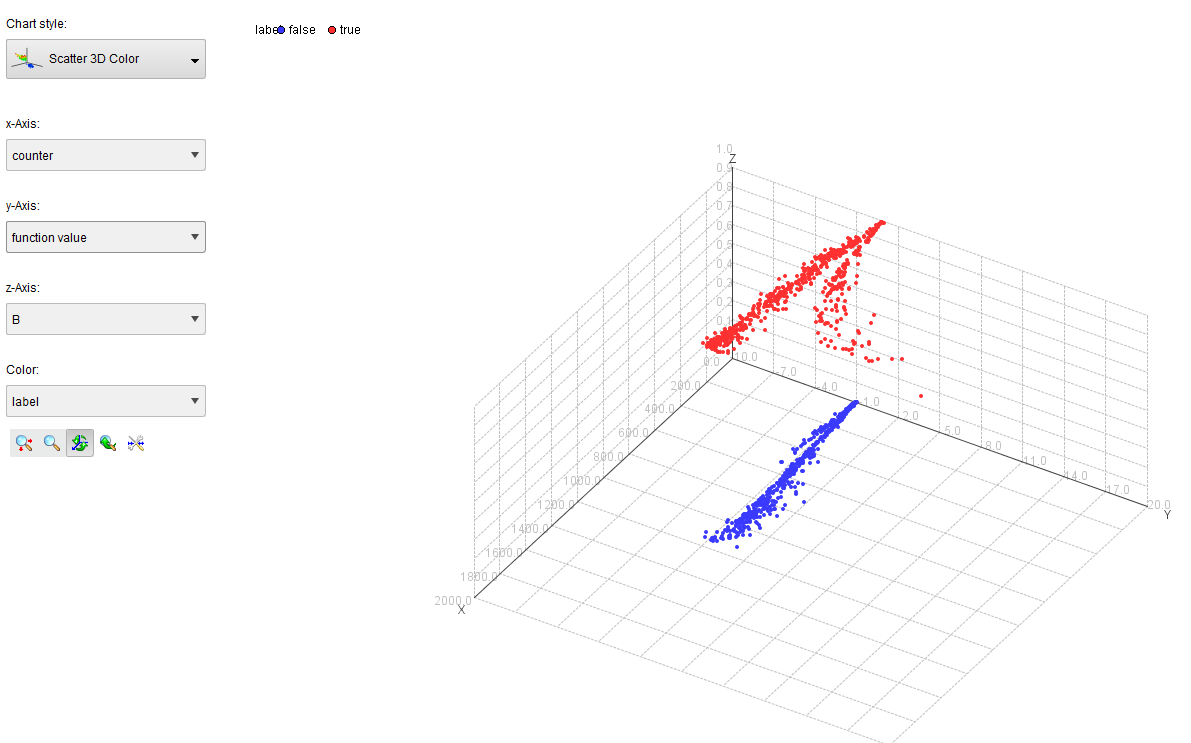 Chart style:
Scatter 3D Color
x-Axis:
counter
y-Axis:
function value
z-Axis:
B
Color:
label
label false true
1.0
Z
0.9
0.8
0.7
0.6
0.5
0.4
0.3
0.2
0.1
0.0
10.0
-7.0
-4.0
-1.0
2.0
5.0
8.0
11.0
14.0
17.0
20.0
Y
200.0
400.0
600.0
800.0
1000.0
1200.0
1400.0
1600.0
1800.0
2000.0
X